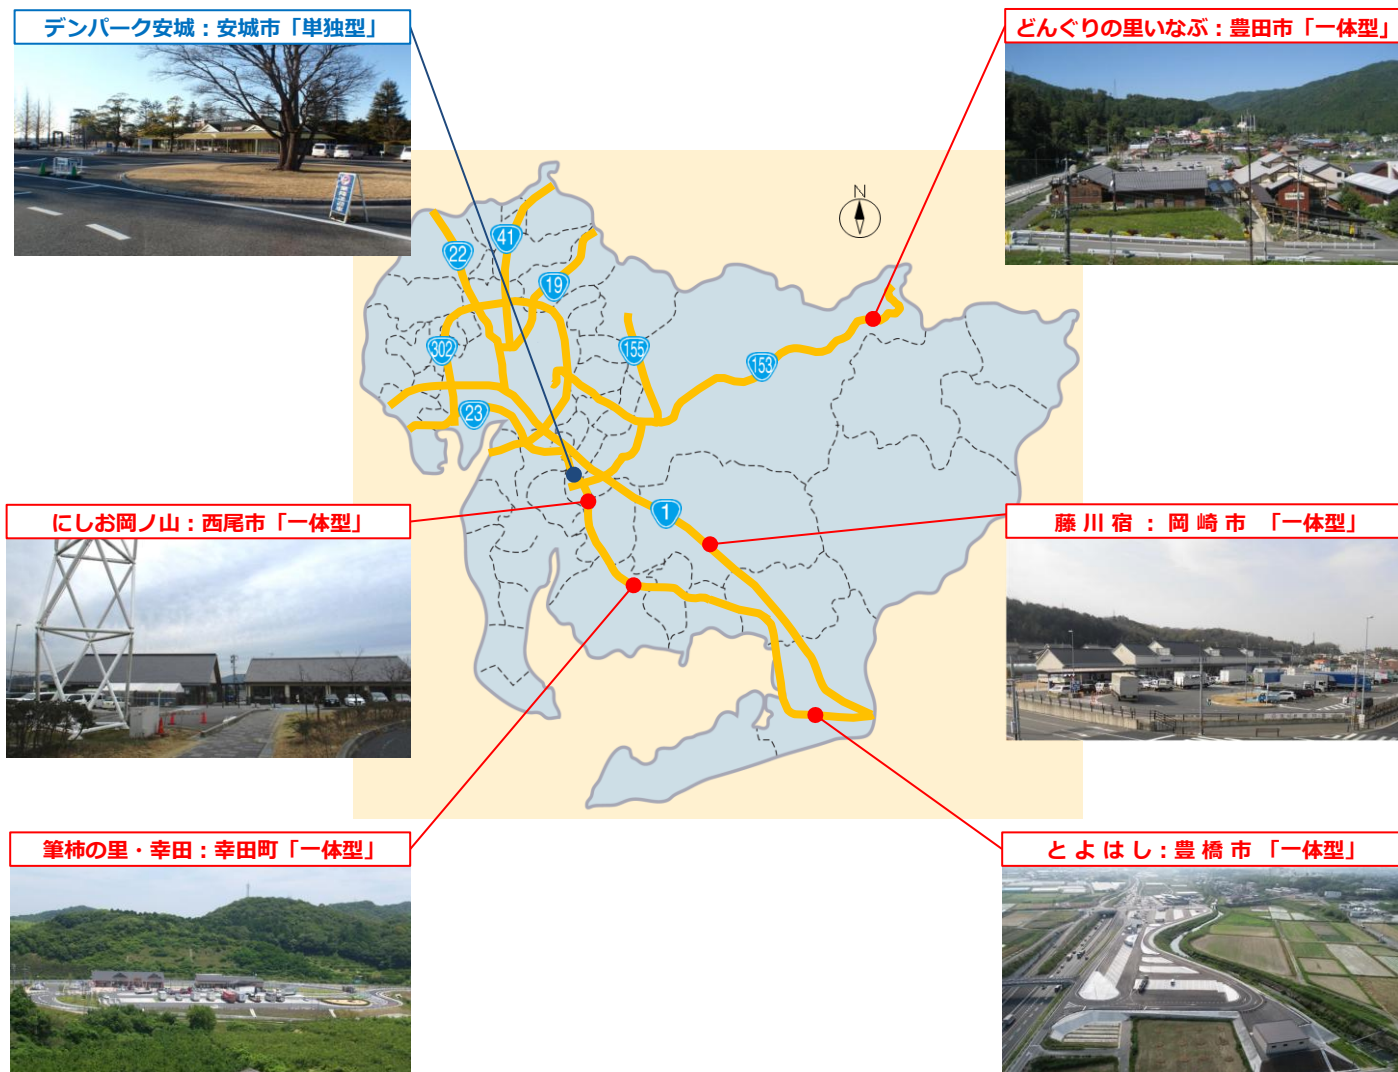 デンパーク安城：安城市「単独型」
どんぐりの里いなぶ：豊田市「一体型」
N
41
22
19
302
155
153
23
にしお岡ノ山：西尾市「一体型」
1
藤 川 宿 ： 岡 崎 市 「一体型」
筆柿の里・幸田：幸田町「一体型」
と よ は し：豊 橋 市 「一体型」